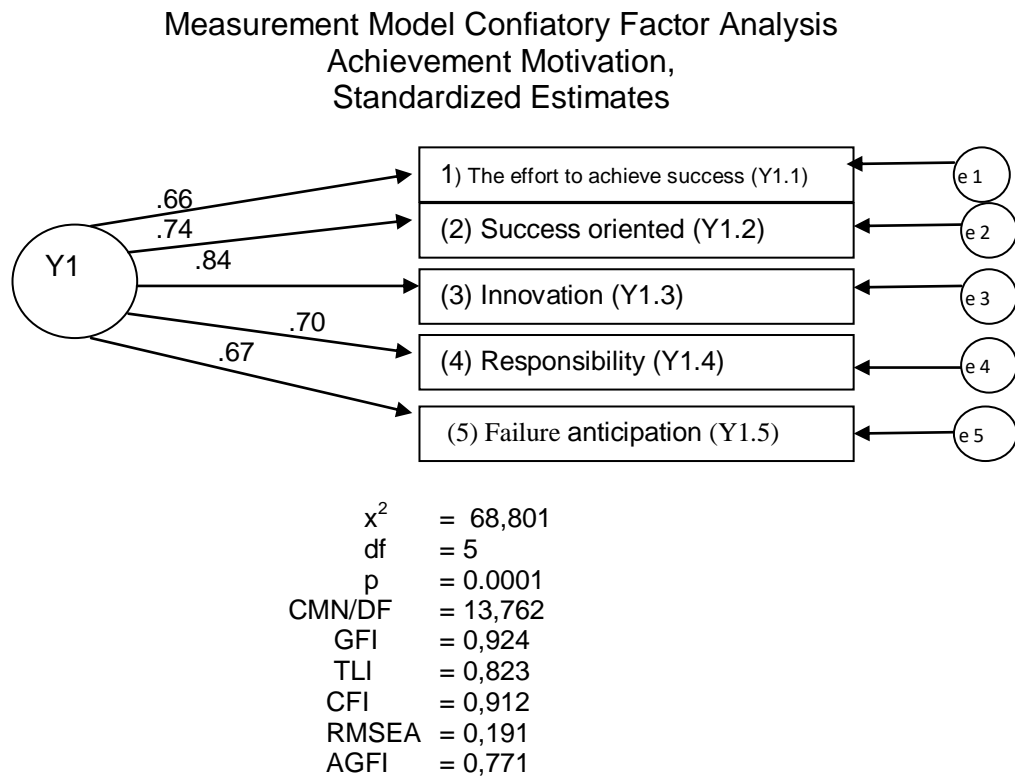 Measurement Model Confiatory Factor Analysis
Achievement Motivation,
Standardized Estimates
1) The effort to achieve success (Y1.1)
e 1
.66
.74
(2) Success oriented (Y1.2)
e 2
Y1
.84
(3) Innovation (Y1.3)
e 3
.70
.67
(4) Responsibility (Y1.4)
e 4
(5) Failure anticipation (Y1.5)
e 5
x² = 68,801
df = 5
p = 0.0001
CMN/DF = 13,762
GFI = 0,924
TLI = 0,823
CFI = 0,912
RMSEA = 0,191
AGFI = 0,771